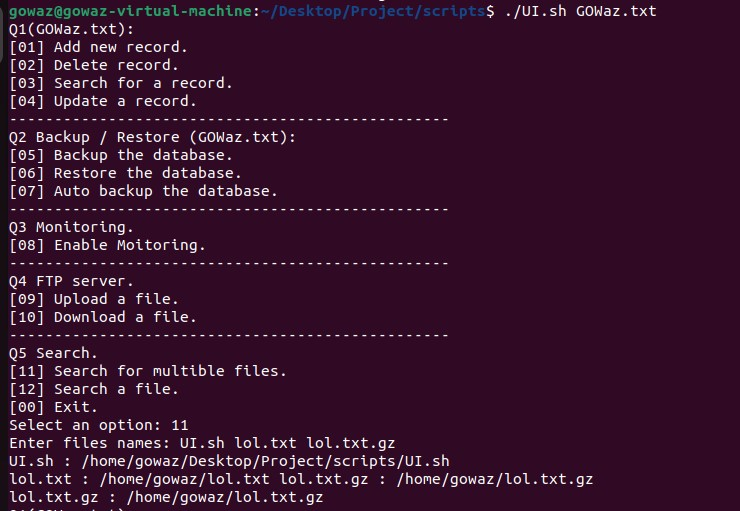 gowaz@gowaz-virtual-machine:~/Desktop/Project/scripts$ ./UI.sh GOWaz.txt
Q1(GOWaz.txt):
[01] Add new record.
[02] Delete record.
[03] Search for a record.
[04] Update a record.
-------------------------------------------------
Q2 Backup / Restore (GOWaz.txt):
[05] Backup the database.
[06] Restore the database.
[07] Auto backup the database.
-------------------------------------------------
Q3 Monitoring.
[08] Enable Moitoring.
-------------------------------------------------
Q4 FTP server.
[09] Upload a file.
[10] Download a file.
-------------------------------------------------
Q5 Search.
[11] Search for multible files.
[12] Search a file.
[00] Exit.
Select an option: 11
Enter files names: UI.sh lol.txt lol.txt.gz
UI.sh : /home/gowaz/Desktop/Project/scripts/UI.sh
lol.txt : /home/gowaz/lol.txt lol.txt.gz : /home/gowaz/lol.txt.gz
lol.txt.gz : /home/gowaz/lol.txt.gz